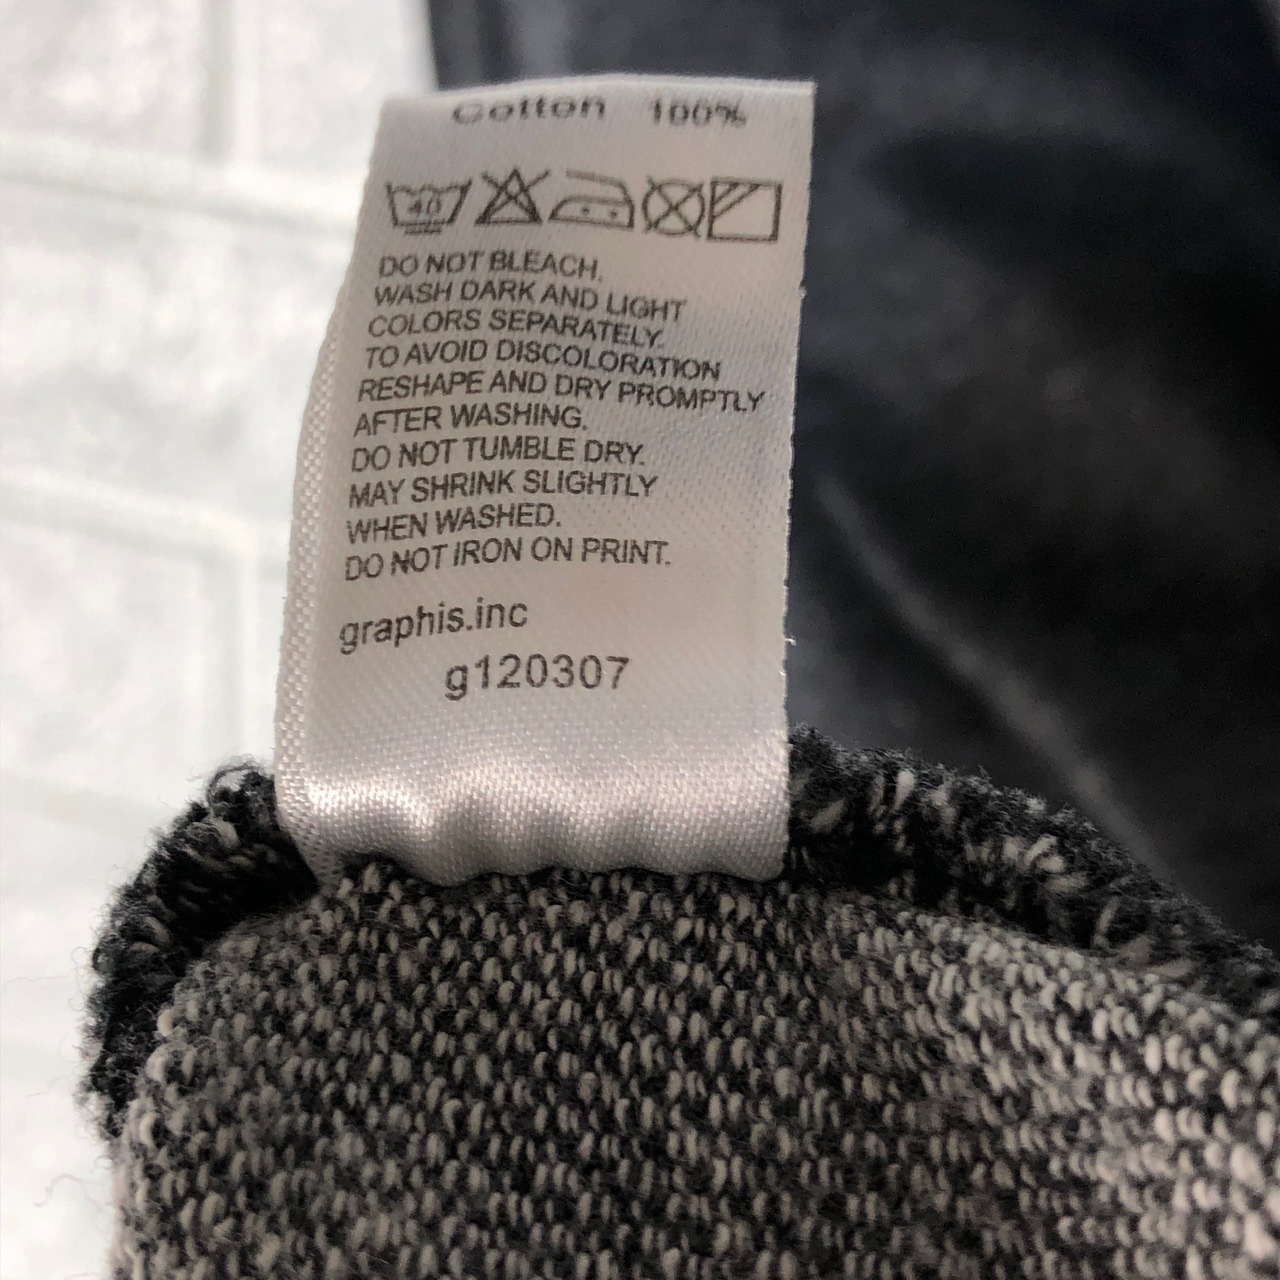 Cotton 100%
40
DO NOT BLEACH.
WASH DARK AND LIGHT
COLORS SEPARATELY.
TO AVOID DISCOLORATION
RESHAPE AND DRY PROMPTLY
AFTER WASHING.
DO NOT TUMBLE DRY.
MAY SHRINK SLIGHTLY
WHEN WASHED.
DO NOT IRON ON PRINT.
graphis.inc
g120307